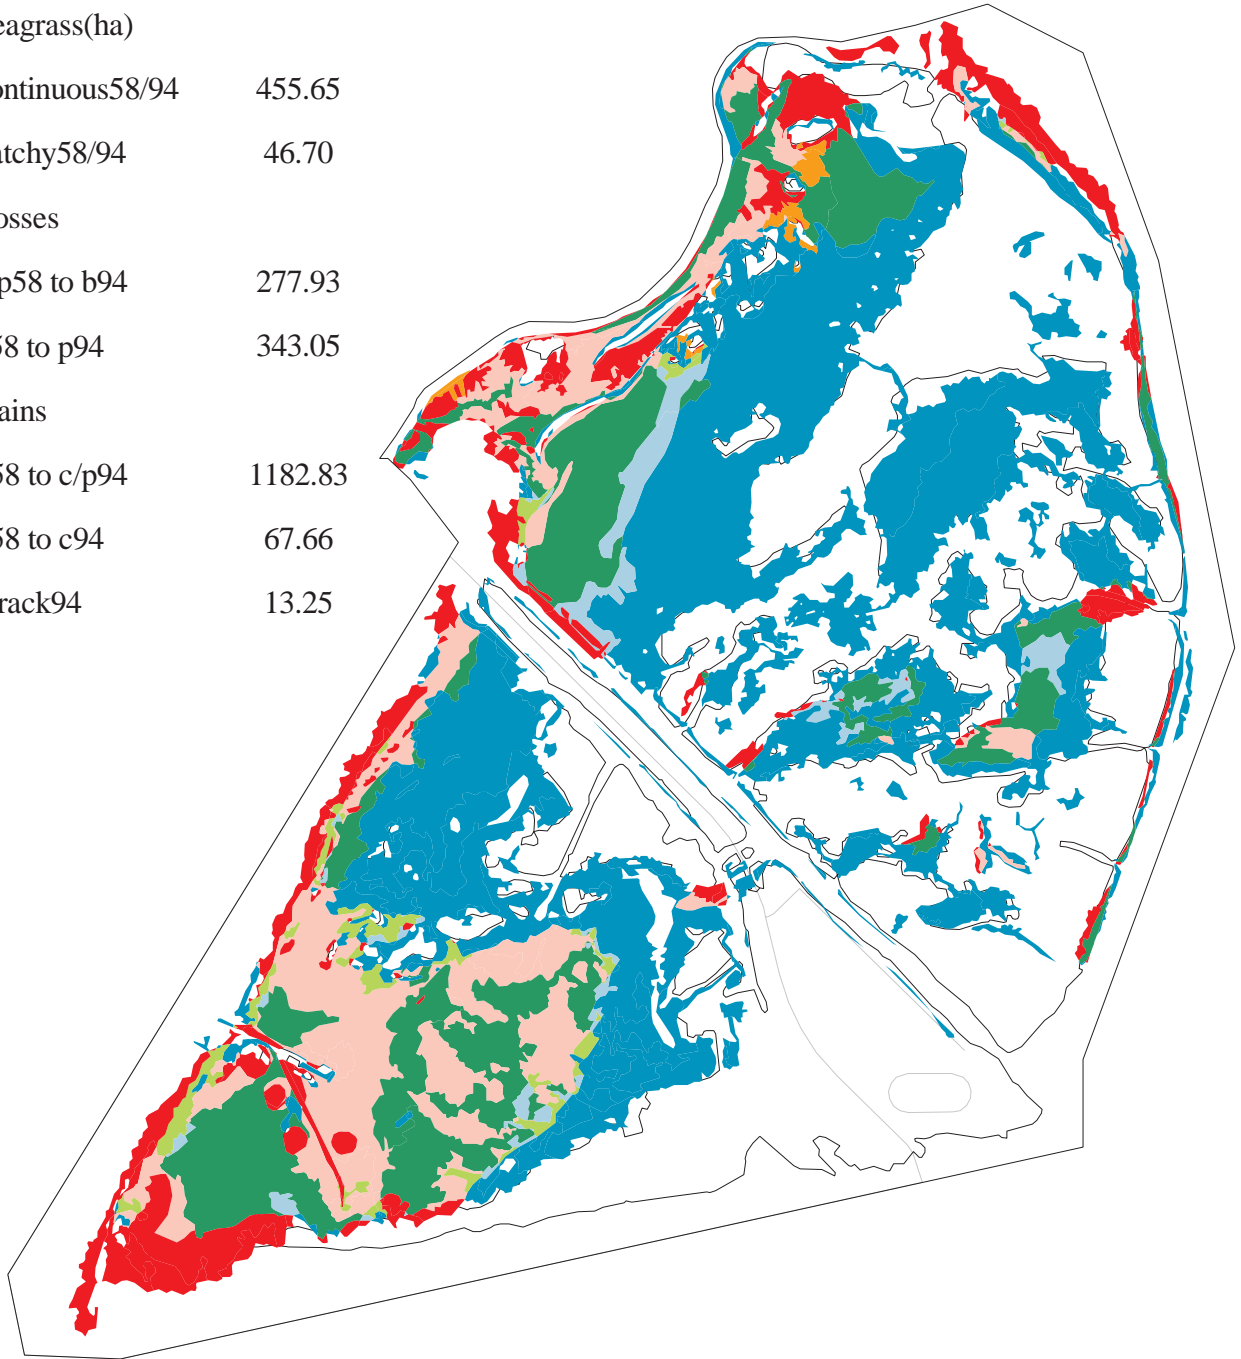 eagrass(ha)
ontinuous58/94 455.65
atchy58/94 46.70
osses
p58 to b94 277.93
58 to p94 343.05
ains
58 to c/p94 1182.83
58 to c94 67.66
rack94 13.25